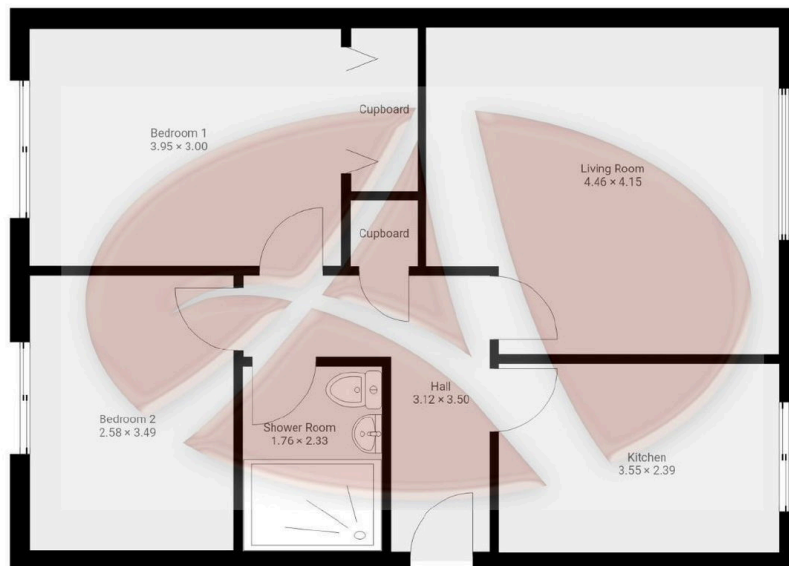 Bedroom 1
3.95 × 3.00
Cupboard
Living Room
4.46 × 4.15
Cupboard
Bedroom 2
2.58 × 3.49
Shower Room
1.76 × 2.33
Hall
3.12 × 3.50
Kitchen
3.55 × 2.39